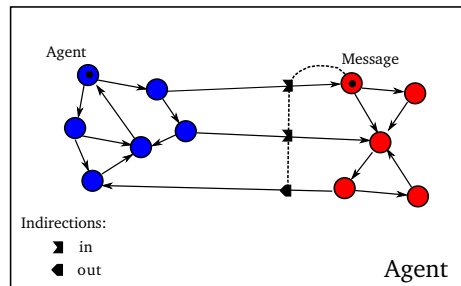 Agent
Message
Indirections:
in
out
Agent